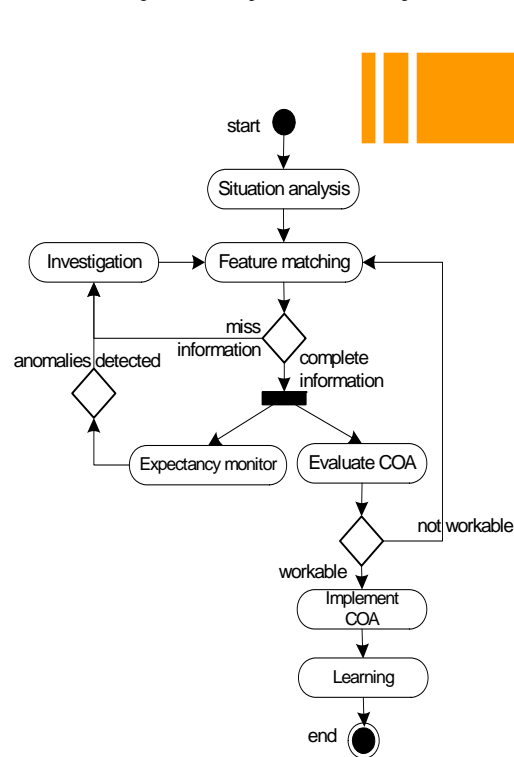 start
Situation analysis
Investigation
Feature matching
miss
information
complete
information
anomalies detected
Expectancy monitor
Evaluate COA
not workable
workable
Implement
COA
Learning
end